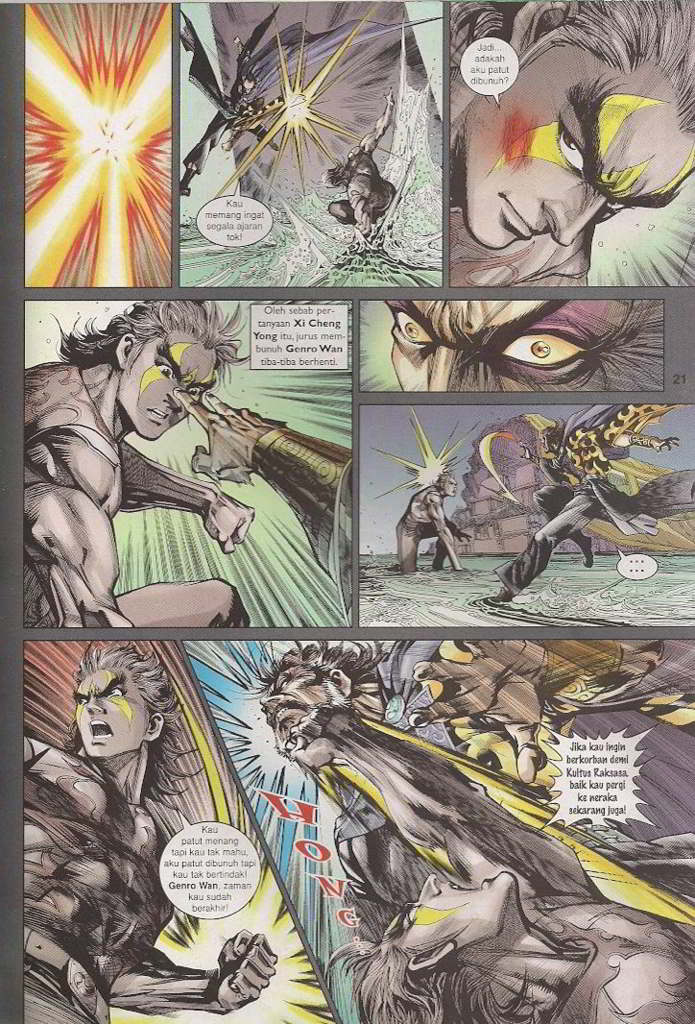 Kau
memang ingat
segala ajaran
tok!
Jadi...
adakah
aku patut
dibunuh?
Oleh sebab per-
tanyaan Xi Cheng
Yong itu, jurus mem-
bunuh Genro Wan
tiba-tiba berhenti.
21
...
...
Kau
patut menang
tapi kau tak mahu,
aku patut dibunuh tapi
kau tak bertindak!
Genro Wan, zaman
kau sudah
berakhir!
HONG
Jika kau ingin
berkorban demi
Kultus Raksasa,
baik kau pergi
ke neraka
sekarang juga!